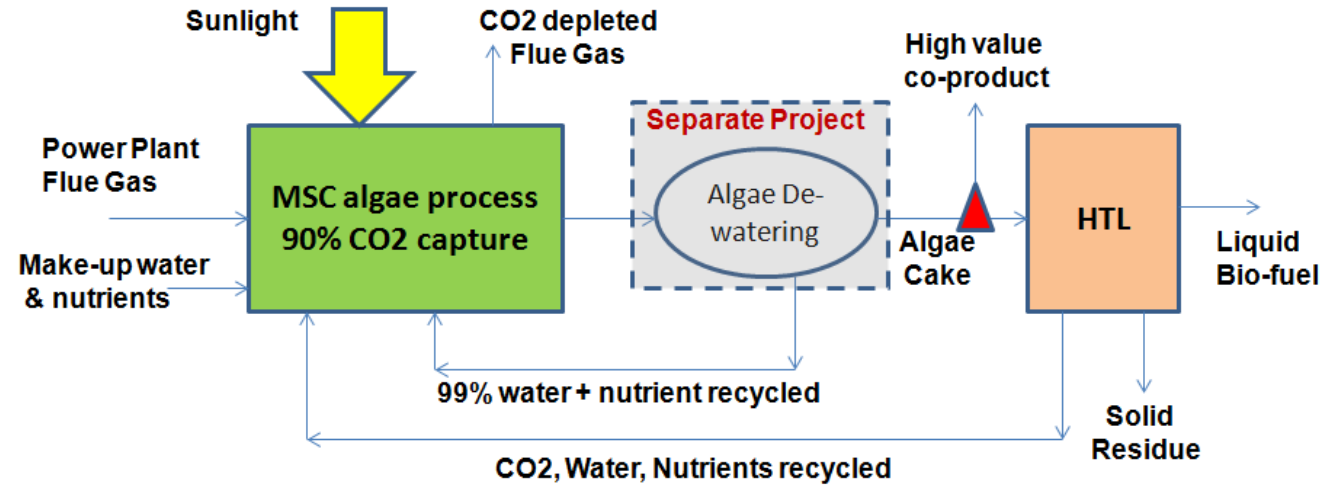 Sunlight
CO2 depleted
Flue Gas
High value
co-product
Separate Project
Power Plant
Flue Gas
MSC algae process
90% CO2 capture
Algae De-
watering
HTL
Algae
Cake
Liquid
Bio-fuel
Make-up water
& nutrients
99% water + nutrient recycled
Solid
Residue
CO2, Water, Nutrients recycled